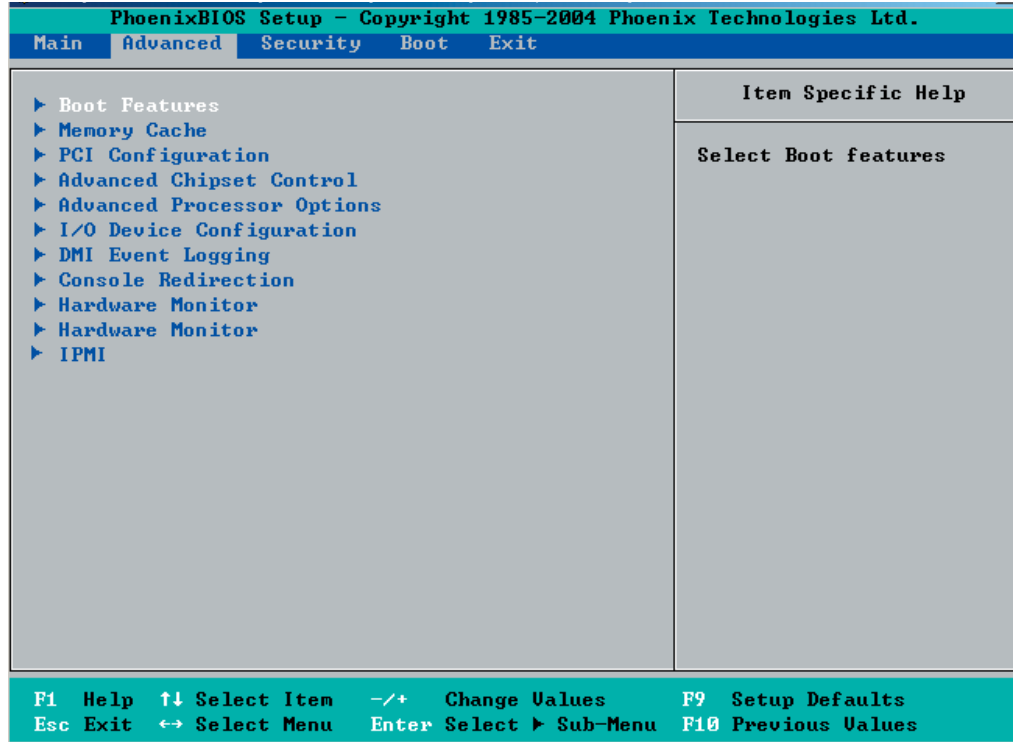 PhoenixBIOS Setup - Copyright 1985-2004 Phoenix Technologies Ltd.
Main Advanced Security Boot Exit
▶ Boot Features
▶ Memory Cache
▶ PCI Configuration
▶ Advanced Chipset Control
▶ Advanced Processor Options
▶ I/O Device Configuration
▶ DMI Event Logging
▶ Console Redirection
▶ Hardware Monitor
▶ Hardware Monitor
▶ IPMI
Item Specific Help
Select Boot features
F1 Help ↑↓ Select Item -/+ Change Values F9 Setup Defaults
Esc Exit ↔ Select Menu Enter Select ▶ Sub-Menu F10 Previous Values